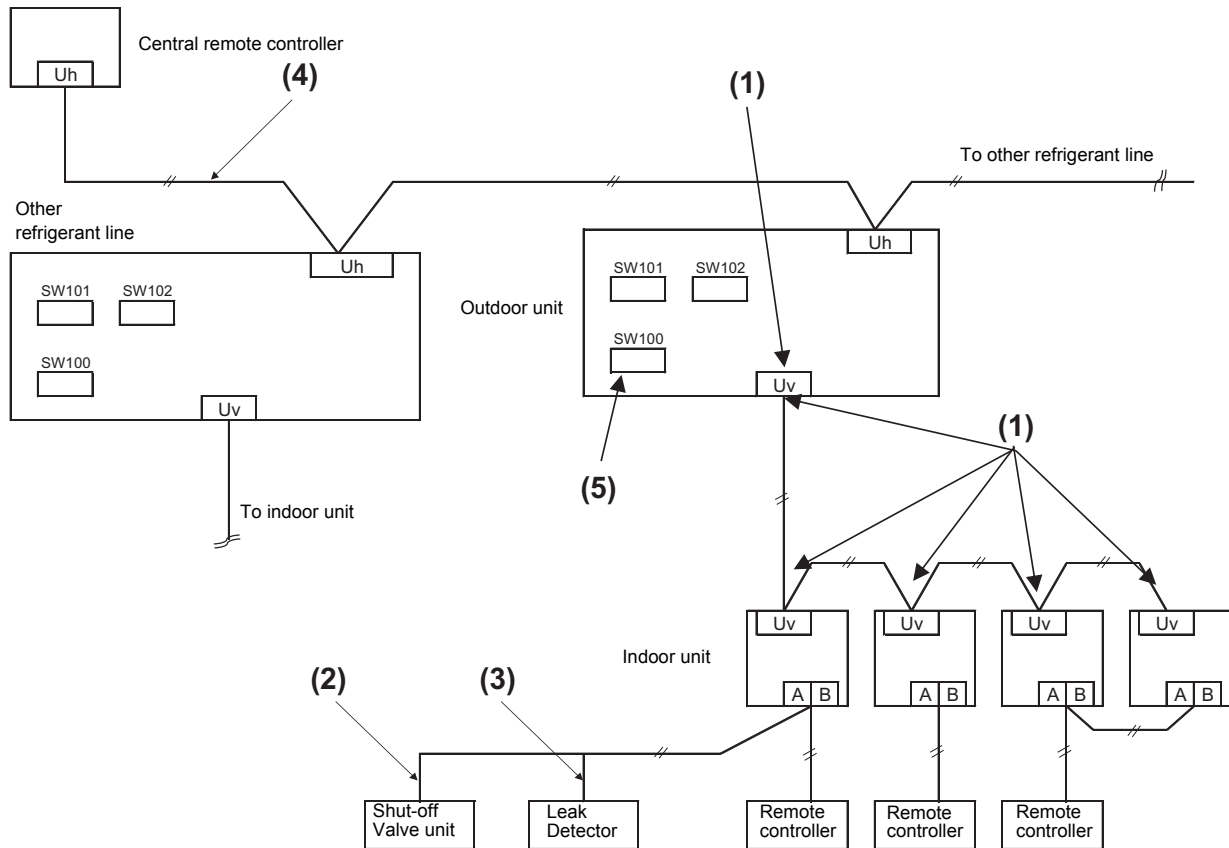 Central remote controller
Uh
(4)
(1)
To other refrigerant line
Other
refrigerant line
Uh
Uh
SW101
SW102
SW101
SW102
Outdoor unit
SW100
SW100
Uv
Uv
(1)
(5)
To indoor unit
Uv
Uv
Uv
Uv
Indoor unit
(2)
(3)
A
B
A
B
A
B
A
B
Shut-off
Valve unit
Leak
Detector
Remote
controller
Remote
controller
Remote
controller